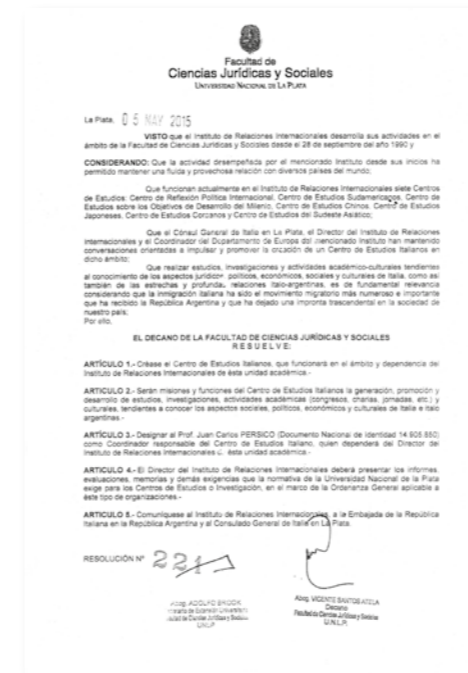 Facultad de
Ciencias Jurídicas y Sociales
UNIVERSIDAD NACIONAL DE LA PLATA
La Plata, 05 MAY 2015
VISTO que el Instituto de Relaciones Internacionales desarrolla sus actividades en el
ámbito de la Facultad de Ciencias Jurídicas y Sociales desde el 28 de septiembre del año 1990 y
CONSIDERANDO: Que la actividad desempeñada por el mencionado Instituto desde sus inicios ha
permitido mantener una fluida y provechosa relación con diversos países del mundo;
Que funcionan actualmente en el Instituto de Relaciones Internacionales siete Centros
de Estudios: Centro de Reflexión Política Internacional, Centro de Estudios Sudamericanos, Centro de
Estudios sobre los Objetivos de Desarrollo del Milenio, Centro de Estudios Chinos, Centro de Estudios
Japoneses, Centro de Estudios Coreanos y Centro de Estudios del Sudeste Asiático;
Que el Cónsul General de Italia en La Plata, el Director del Instituto de Relaciones
Internacionales y el Coordinador del Departamento de Europa del mencionado Instituto han mantenido
conversaciones orientadas a impulsar y promover la creación de un Centro de Estudios Italianos en
dicho ámbito;
Que realizar estudios, investigaciones y actividades académico-culturales tendientes
al conocimiento de los aspectos jurídicos, políticos, económicos, sociales y culturales de Italia, como así
también de las estrechas y profundas relaciones ítalo-argentinas, es de fundamental relevancia
considerando que la inmigración italiana ha sido el movimiento migratorio más numeroso e importante
que ha recibido la República Argentina y que ha dejado una impronta trascendental en la sociedad de
nuestro país;
Por ello,
EL DECANO DE LA FACULTAD DE CIENCIAS JURÍDICAS Y SOCIALES
R E S U E L V E:
ARTÍCULO 1.- Créase el Centro de Estudios Italianos, que funcionará en el ámbito y dependencia del
Instituto de Relaciones Internacionales de ésta unidad académica.-
ARTÍCULO 2.- Serán misiones y funciones del Centro de Estudios Italianos la generación, promoción y
desarrollo de estudios, investigaciones, actividades académicas (congresos, charlas, jornadas, etc.) y
culturales, tendientes a conocer los aspectos sociales, políticos, económicos y culturales de Italia e ítalo
argentinas.-
ARTÍCULO 3.- Designar al Prof. Juan Carlos PERSICO (Documento Nacional de Identidad 14.605.850)
como Coordinador responsable del Centro de Estudios Italiano, quien dependerá del Director del
Instituto de Relaciones Internacionales ésta unidad académica.-
ARTÍCULO 4.- El Director del Instituto de Relaciones Internacionales deberá presentar los informes,
evaluaciones, memorias y demás exigencias que la normativa de la Universidad Nacional de la Plata
exige para los Centros de Estudios o Investigación, en el marco de la Ordenanza General aplicable a
éste tipo de organizaciones.-
ARTÍCULO 5.- Comuníquese al Instituto de Relaciones Internacionales, a la Embajada de la República
Italiana en la República Argentina y al Consulado General de Italia en La Plata.
RESOLUCIÓN Nº 221
Abog. ADOLFO BROOK
Secretaría de Extensión Universitaria
Facultad de Ciencias Jurídicas y Sociales
U.N.L.P.
Abog. VICENTE SANTOS ATELA
Decano
Facultad de Ciencias Jurídicas y Sociales
U.N.L.P.